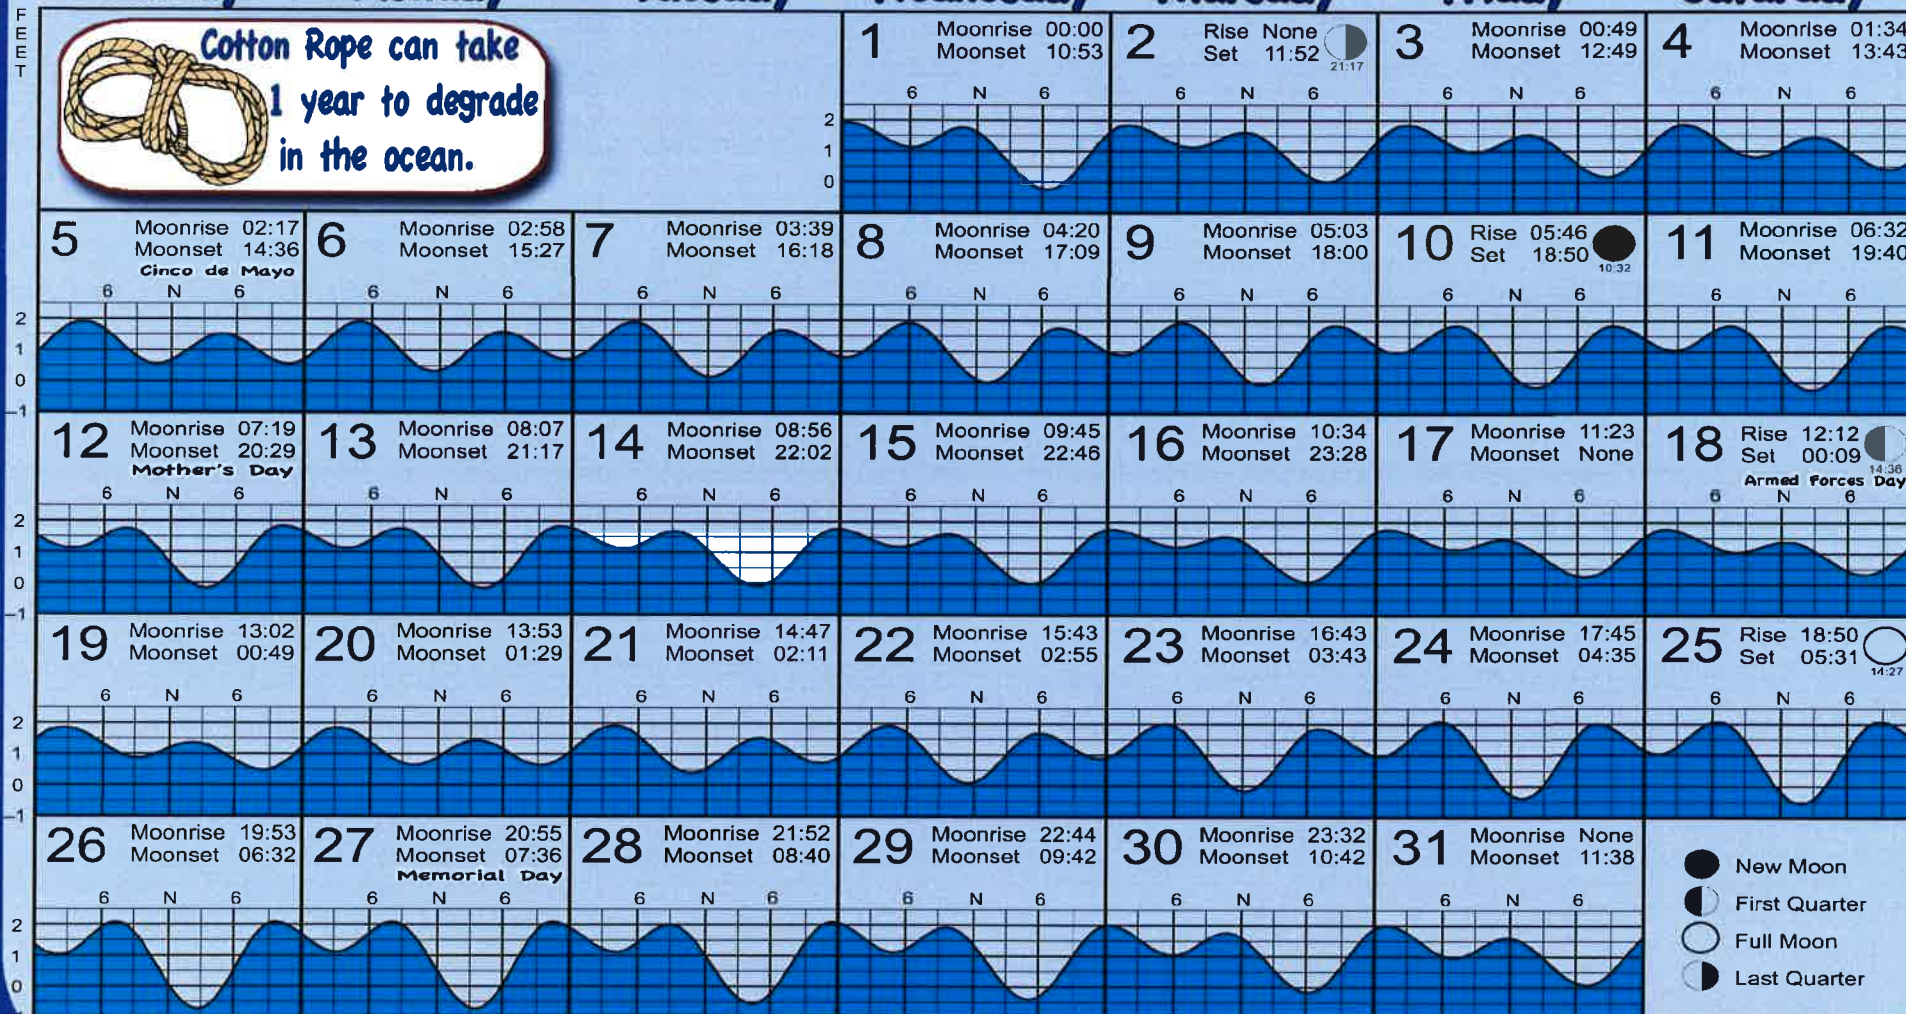 FEET
Cotton Rope can take
1 year to degrade
in the ocean.
1 Moonrise 00:00
Moonset 10:53
2 Rise None
Set 11:52
21:17
3 Moonrise 00:49
Moonset 12:49
4 Moonrise 01:34
Moonset 13:43
6 N 6 6 N 6 6 N 6 6 N 6
2
1
0
5 Moonrise 02:17
Moonset 14:36
Cinco de Mayo
6 Moonrise 02:58
Moonset 15:27
7 Moonrise 03:39
Moonset 16:18
8 Moonrise 04:20
Moonset 17:09
9 Moonrise 05:03
Moonset 18:00
10 Rise 05:46
Set 18:50
10:32
11 Moonrise 06:32
Moonset 19:40
6 N 6 6 N 6 6 N 6 6 N 6 6 N 6 6 N 6 6 N 6
2
1
0
-1
12 Moonrise 07:19
Moonset 20:29
Mother's Day
13 Moonrise 08:07
Moonset 21:17
14 Moonrise 08:56
Moonset 22:02
15 Moonrise 09:45
Moonset 22:46
16 Moonrise 10:34
Moonset 23:28
17 Moonrise 11:23
Moonset None
18 Rise 12:12
Set 00:09
14:36
Armed Forces Day
6 N 6 6 N 6 6 N 6 6 N 6 6 N 6 6 N 6 6 N 6
2
1
0
-1
19 Moonrise 13:02
Moonset 00:49
20 Moonrise 13:53
Moonset 01:29
21 Moonrise 14:47
Moonset 02:11
22 Moonrise 15:43
Moonset 02:55
23 Moonrise 16:43
Moonset 03:43
24 Moonrise 17:45
Moonset 04:35
25 Rise 18:50
Set 05:31
14:27
6 N 6 6 N 6 6 N 6 6 N 6 6 N 6 6 N 6 6 N 6
2
1
0
-1
26 Moonrise 19:53
Moonset 06:32
27 Moonrise 20:55
Moonset 07:36
Memorial Day
28 Moonrise 21:52
Moonset 08:40
29 Moonrise 22:44
Moonset 09:42
30 Moonrise 23:32
Moonset 10:42
31 Moonrise None
Moonset 11:38
6 N 6 6 N 6 6 N 6 6 N 6 6 N 6 6 N 6
2
1
0
New Moon
First Quarter
Full Moon
Last Quarter